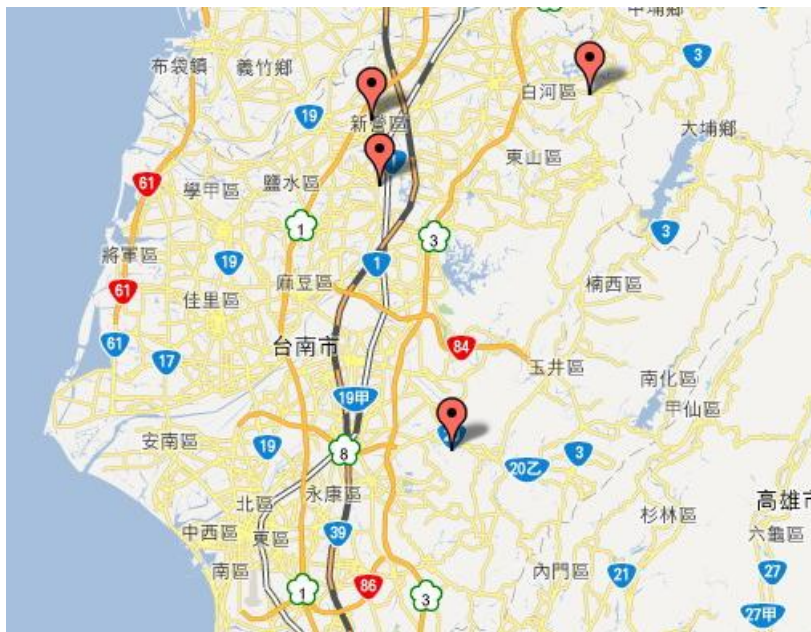 中埔鄉
布袋鎮
義竹鄉
3
白河區
19
新營區
大埔鄉
1
東山區
61
學甲區
鹽水區
1
3
3
將軍區
19
1
楠西區
61
佳里區
麻豆區
61
17
台南市
84
玉井區
南化區
甲仙區
19甲
安南區
19
8
20乙
3
永康區
北區
高雄市
杉林區
中西區
東區
39
六龜區
南區
內門區
21
27
1
86
3
27甲